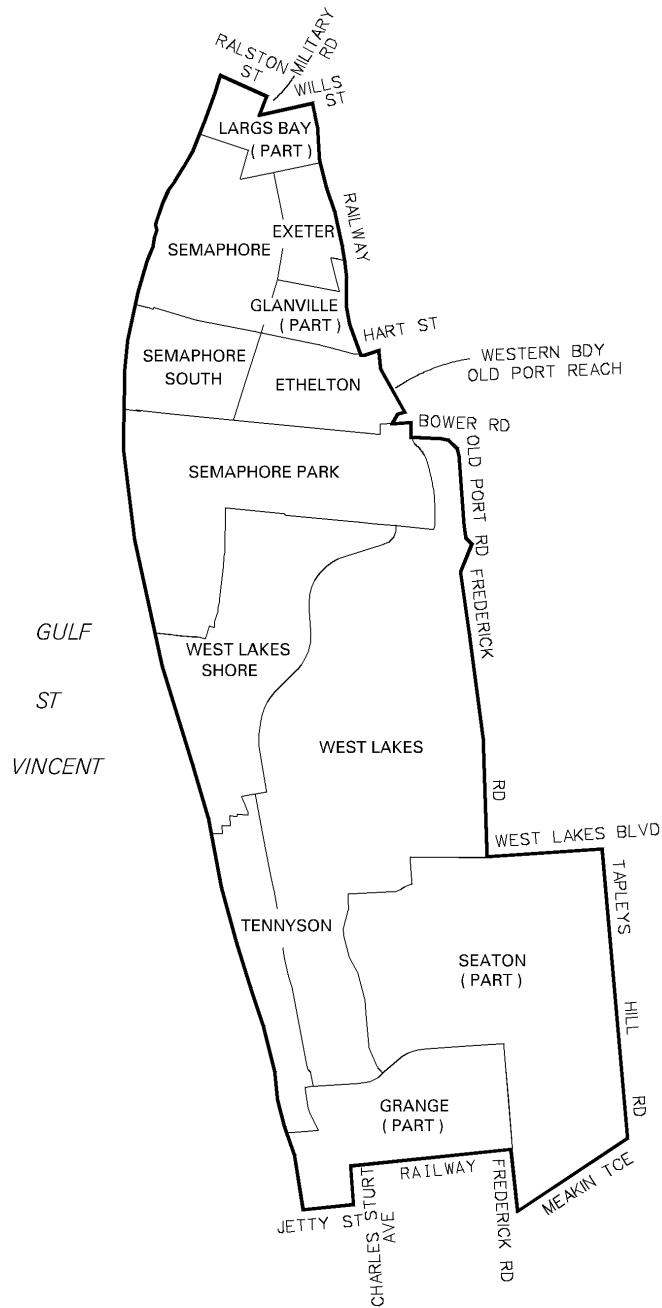 RALSTON
ST
MILITARY
RD
WILLS
ST
LARGS BAY
( PART )
RAILWAY
EXETER
SEMAPHORE
GLANVILLE
( PART )
HART ST
SEMAPHORE
SOUTH
ETHELTON
WESTERN BDY
OLD PORT REACH
BOWER RD
OLD PORT RD
SEMAPHORE PARK
FREDERICK
RD
GULF
ST
VINCENT
WEST LAKES
SHORE
WEST LAKES
WEST LAKES BLVD
TAPLEYS
HILL
RD
TENNYSON
SEATON
( PART )
GRANGE
( PART )
RAILWAY
FREDERICK RD
MEAKIN TCE
JETTY ST
CHARLES STURT
AVE